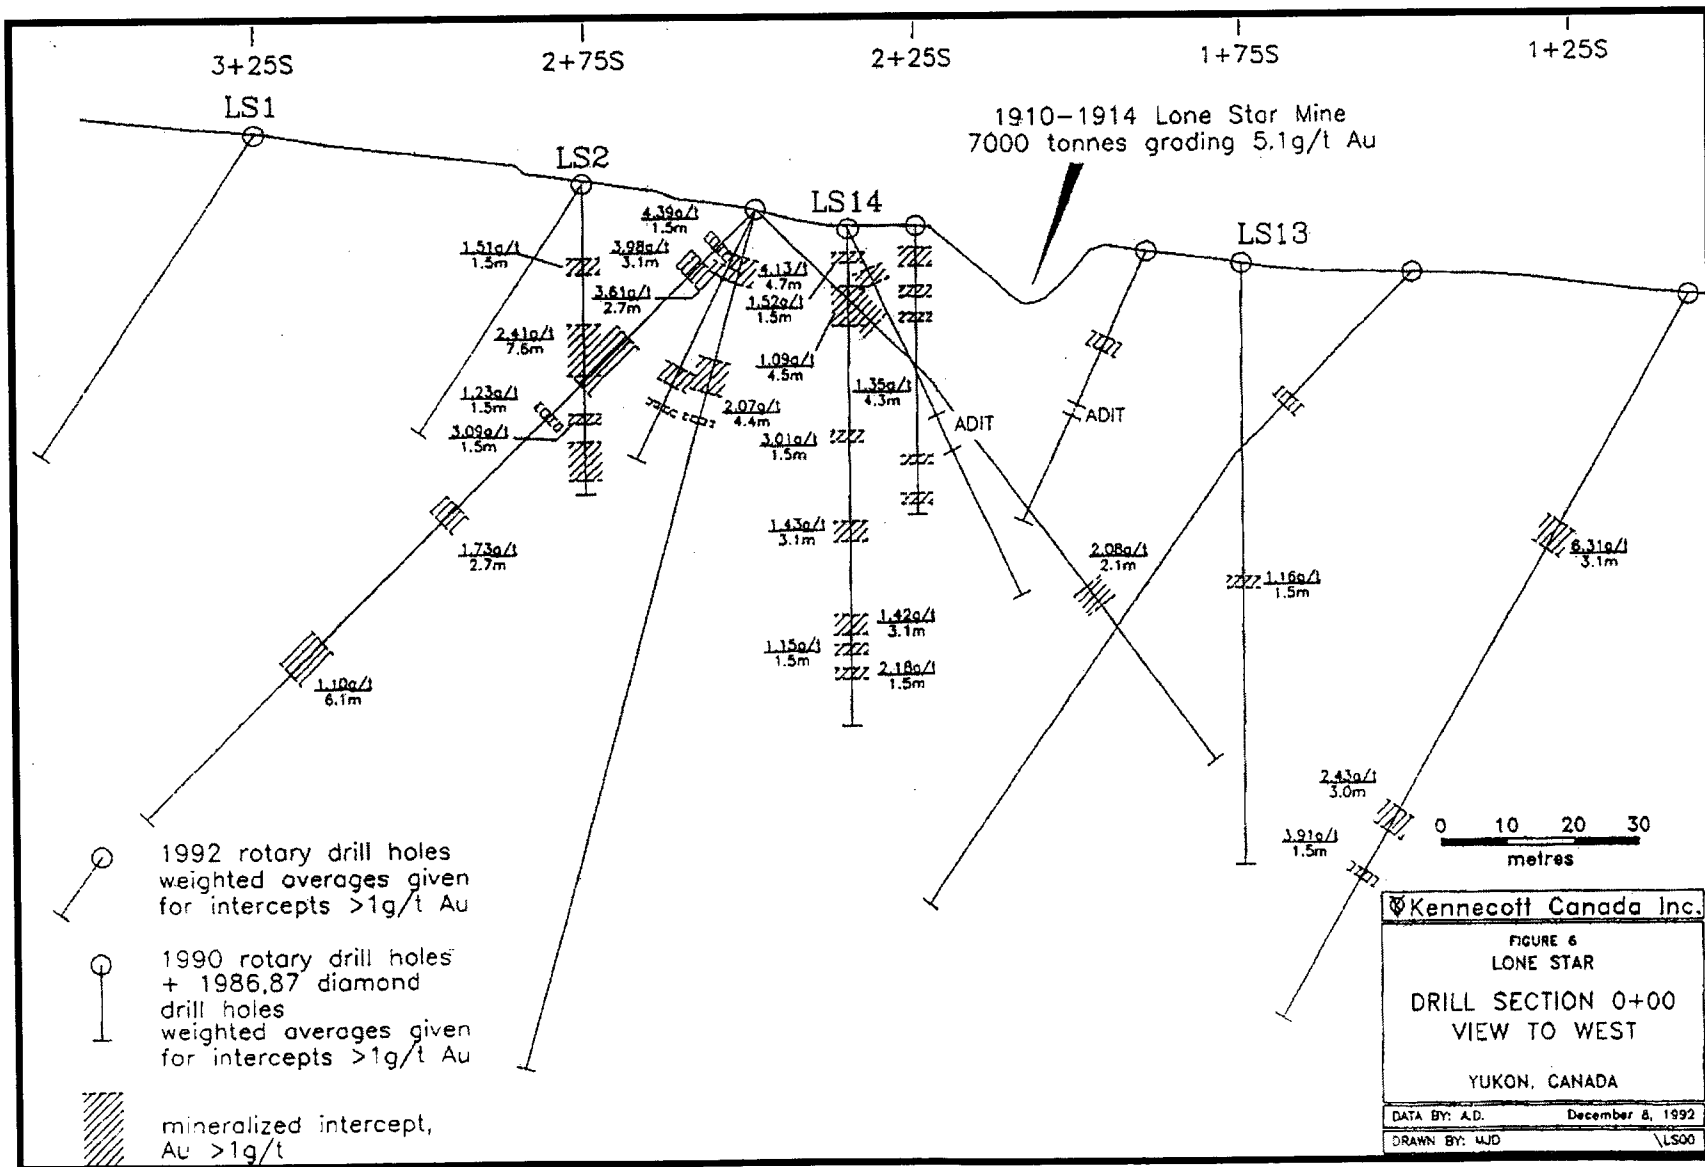 3+25S
2+75S
2+25S
1+75S
1+25S
LS1
LS2
LS14
LS13
1910-1914 Lone Star Mine
7000 tonnes grading 5.1g/t Au
4.39g/t
1.5m
1.51g/t
1.5m
3.98g/t
3.1m
4.13/t
4.7m
3.61g/t
2.7m
1.52g/t
1.5m
2.41g/t
7.6m
1.09g/t
4.5m
1.35g/t
4.3m
1.23g/t
1.5m
2.07g/t
4.4m
ADIT
ADIT
3.09g/t
1.5m
3.01g/t
1.5m
1.73g/t
2.7m
1.43g/t
3.1m
2.08g/t
2.1m
1.16g/t
1.5m
6.31g/t
3.1m
1.42g/t
3.1m
1.15g/t
1.5m
2.18g/t
1.5m
1.10g/t
6.1m
2.43g/t
3.0m
3.91g/t
1.5m
0 10 20 30
metres
1992 rotary drill holes
weighted averages given
for intercepts >1g/t Au
1990 rotary drill holes
+ 1986,87 diamond
drill holes
weighted averages given
for intercepts >1g/t Au
mineralized intercept,
Au >1g/t
Kennecott Canada Inc.
FIGURE 6
LONE STAR
DRILL SECTION 0+00
VIEW TO WEST
YUKON, CANADA
DATA BY: A.D. December 8, 1992
DRAWN BY: MJD \LS00